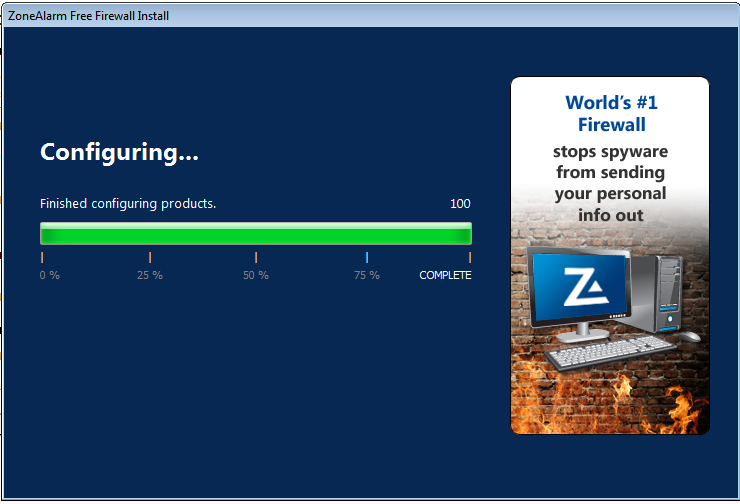 ZoneAlarm Free Firewall Install
Configuring...
Finished configuring products.
100
0 %
25 %
50 %
75 %
COMPLETE
World's #1
Firewall
stops spyware
from sending
your personal
info out
Z